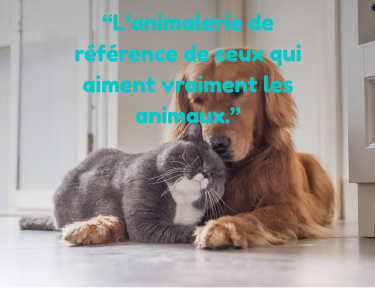 “L’animalerie de
référence de ceux qui
aiment vraiment les
animaux.”